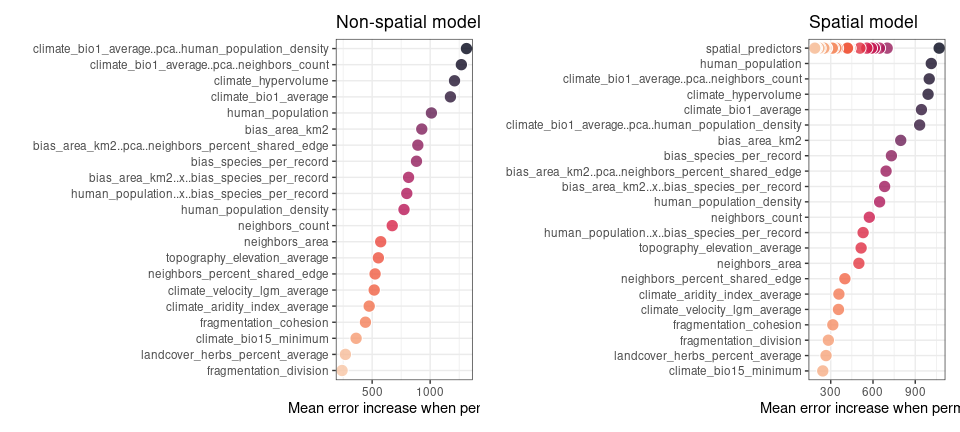 Non-spatial model
climate_bio1_average..pca..human_population_density
climate_bio1_average..pca..neighbors_count
climate_hypervolume
climate_bio1_average
human_population
bias_area_km2
bias_area_km2..pca..neighbors_percent_shared_edge
bias_species_per_record
bias_area_km2..x..bias_species_per_record
human_population..x..bias_species_per_record
human_population_density
neighbors_count
neighbors_area
topography_elevation_average
neighbors_percent_shared_edge
climate_velocity_lgm_average
climate_aridity_index_average
fragmentation_cohesion
climate_bio15_minimum
landcover_herbs_percent_average
fragmentation_division
500 1000
Mean error increase when per
Spatial model
spatial_predictors
human_population
climate_bio1_average..pca..neighbors_count
climate_hypervolume
climate_bio1_average
climate_bio1_average..pca..human_population_density
bias_area_km2
bias_species_per_record
bias_area_km2..pca..neighbors_percent_shared_edge
bias_area_km2..x..bias_species_per_record
human_population_density
neighbors_count
human_population..x..bias_species_per_record
topography_elevation_average
neighbors_area
neighbors_percent_shared_edge
climate_aridity_index_average
climate_velocity_lgm_average
fragmentation_cohesion
fragmentation_division
landcover_herbs_percent_average
climate_bio15_minimum
300 600 900
Mean error increase when perm